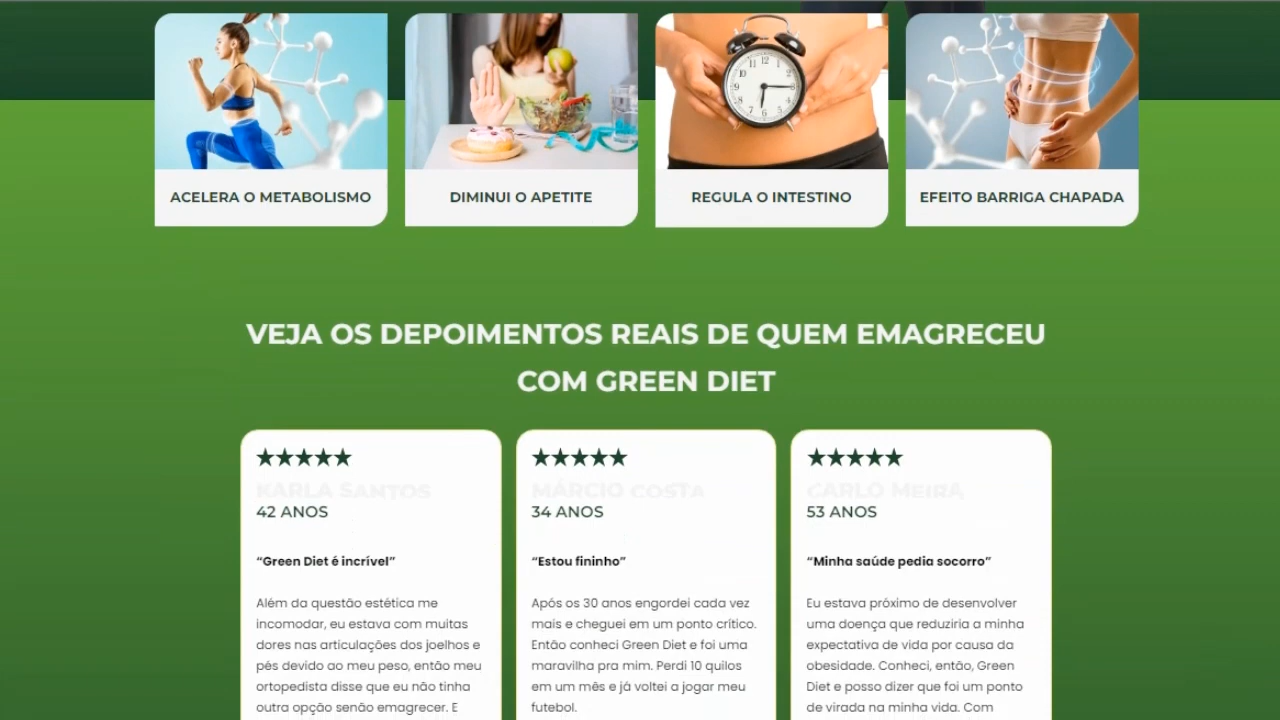 ACELERA O METABOLISMO
DIMINUI O APETITE
REGULA O INTESTINO
EFEITO BARRIGA CHAPADA
VEJA OS DEPOIMENTOS REAIS DE QUEM EMAGRECEU
COM GREEN DIET
KARLA SANTOS
42 ANOS
“Green Diet é incrível”
Além da questão estética me
incomodar, eu estava com muitas
dores nas articulações dos joelhos e
pés devido ao meu peso, então meu
ortopedista disse que eu não tinha
outra opção senão emagrecer. E
MÁRCIO COSTA
34 ANOS
“Estou fininho”
Após os 30 anos engordei cada vez
mais e cheguei em um ponto crítico.
Então conheci Green Diet e foi uma
maravilha pra mim. Perdi 10 quilos
em um mês e já voltei a jogar meu
futebol.
CARLO MEIRA
53 ANOS
“Minha saúde pedia socorro”
Eu estava próximo de desenvolver
uma doença que reduziria a minha
expectativa de vida por causa da
obesidade. Conheci, então, Green
Diet e posso dizer que foi um ponto
de virada na minha vida. Com